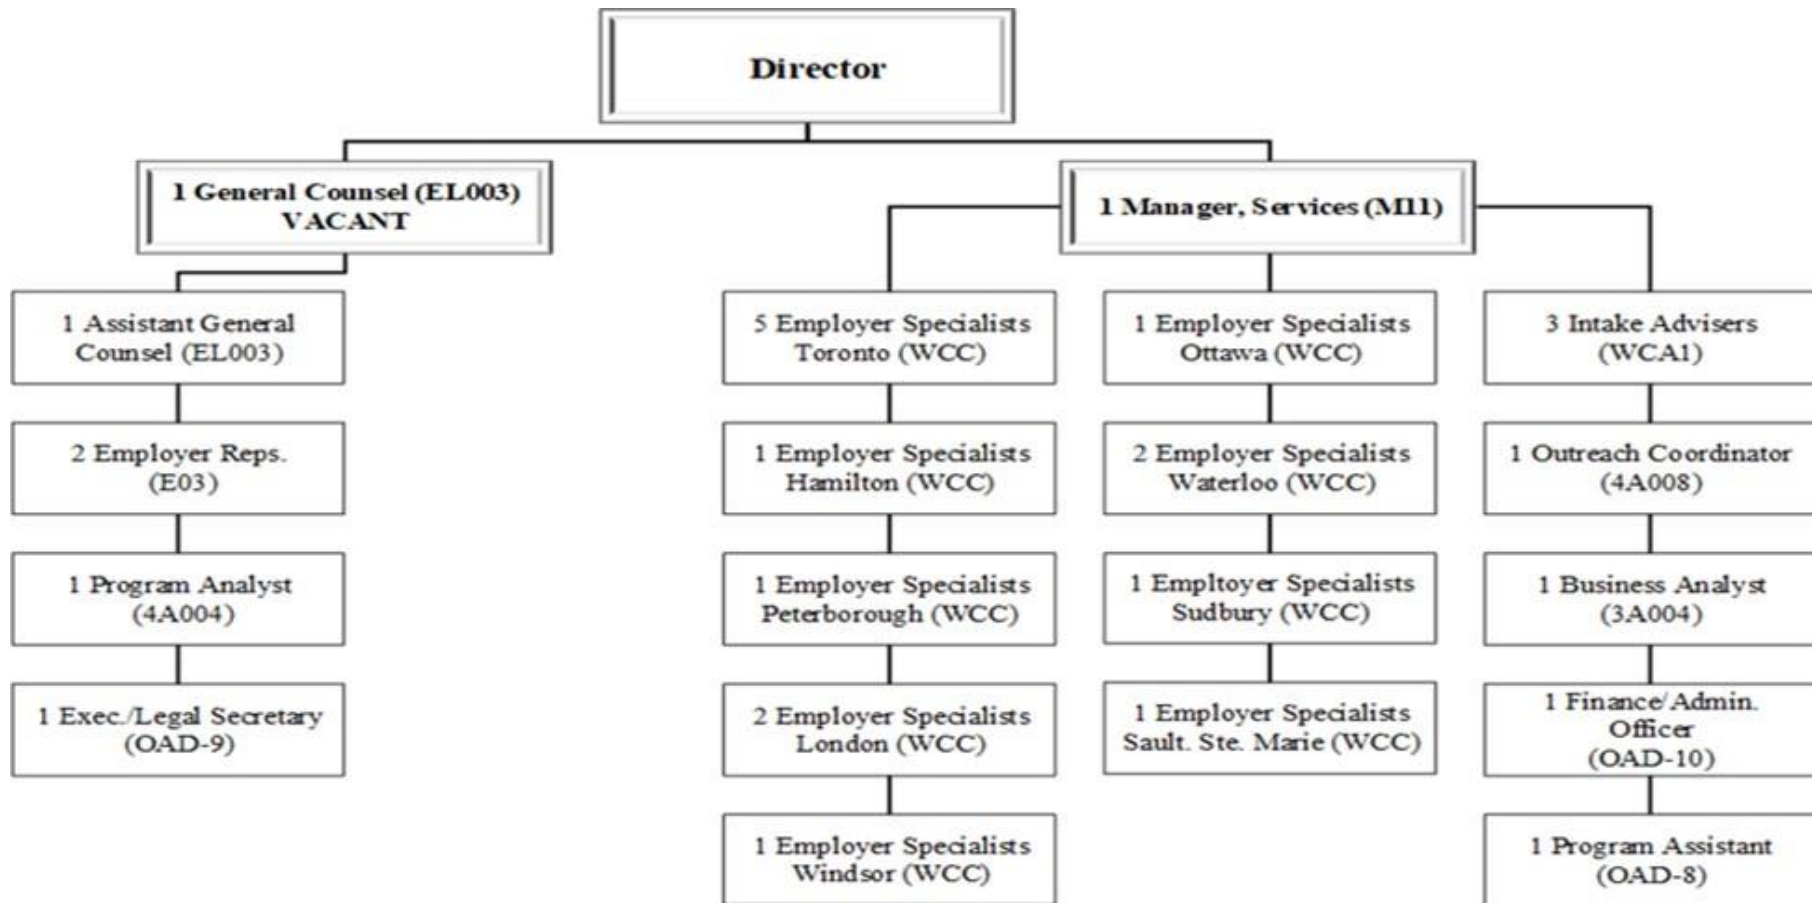 Director
1 General Counsel (EL003)
VACANT
1 Manager, Services (M11)
1 Assistant General
Counsel (EL003)
2 Employer Reps.
(E03)
1 Program Analyst
(4A004)
1 Exec./Legal Secretary
(OAD-9)
5 Employer Specialists
Toronto (WCC)
1 Employer Specialists
Hamilton (WCC)
1 Employer Specialists
Peterborough (WCC)
2 Employer Specialists
London (WCC)
1 Employer Specialists
Windsor (WCC)
1 Employer Specialists
Ottawa (WCC)
2 Employer Specialists
Waterloo (WCC)
1 Empltoyer Specialists
Sudbury (WCC)
1 Employer Specialists
Sault. Ste. Marie (WCC)
3 Intake Advisers
(WCA1)
1 Outreach Coordinator
(4A008)
1 Business Analyst
(3A004)
1 Finance/Admin.
Officer
(OAD-10)
1 Program Assistant
(OAD-8)